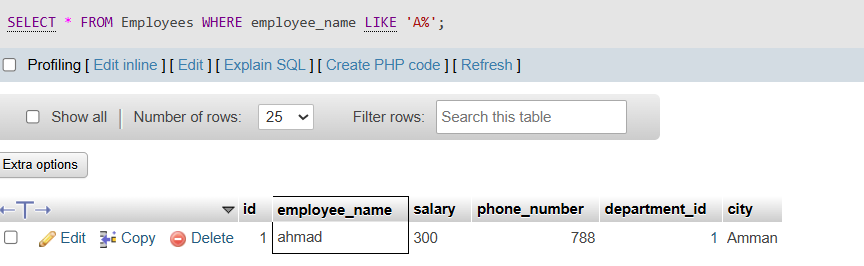 SELECT * FROM Employees WHERE employee_name LIKE 'A%';
Profiling [ Edit inline ] [ Edit ] [ Explain SQL ] [ Create PHP code ] [ Refresh ]
Show all Number of rows: 25 Filter rows: Search this table
Extra options
←T→ id employee_name salary phone_number department_id city
Edit Copy Delete 1 ahmad 300 788 1 Amman